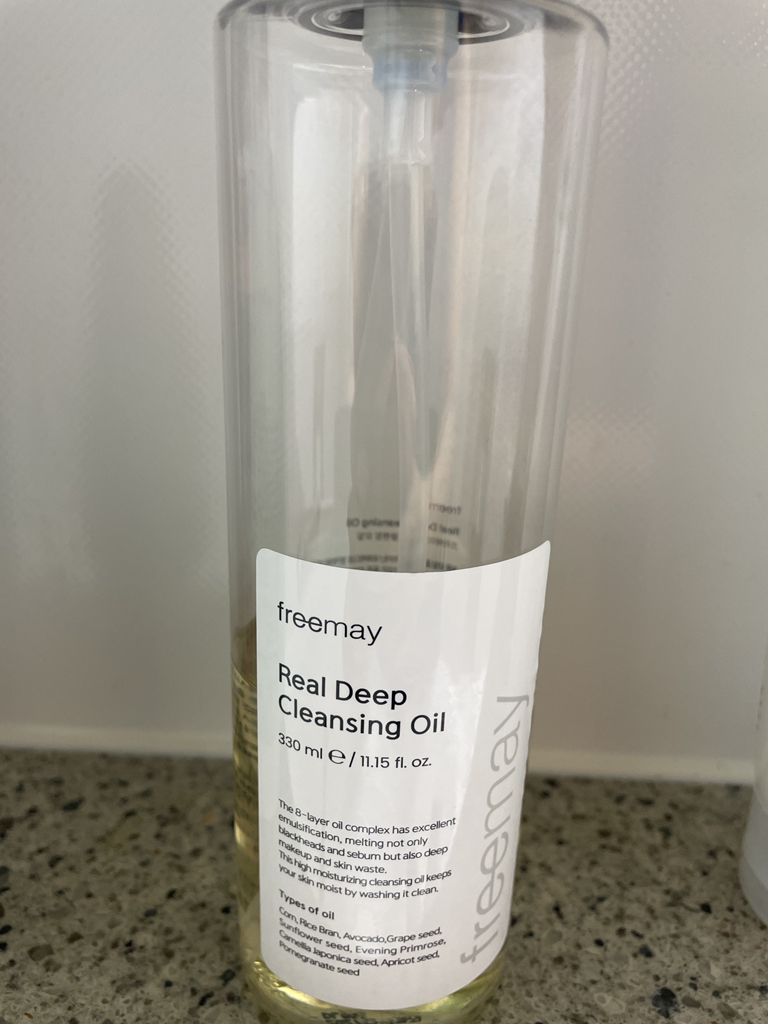 freemay
Real Deep
Cleansing Oil
330 ml ℮ / 11.15 fl. oz.
The 8-layer oil complex has excellent
emulsification, melting not only
blackheads and sebum but also deep
makeup and skin waste.
This high moisturizing cleansing oil keeps
your skin moist by washing it clean.
Types of oil
Corn, Rice Bran, Avocado,Grape seed,
Sunflower seed, Evening Primrose,
Camellia Japonica seed, Apricot seed,
Pomegranate seed
freemay